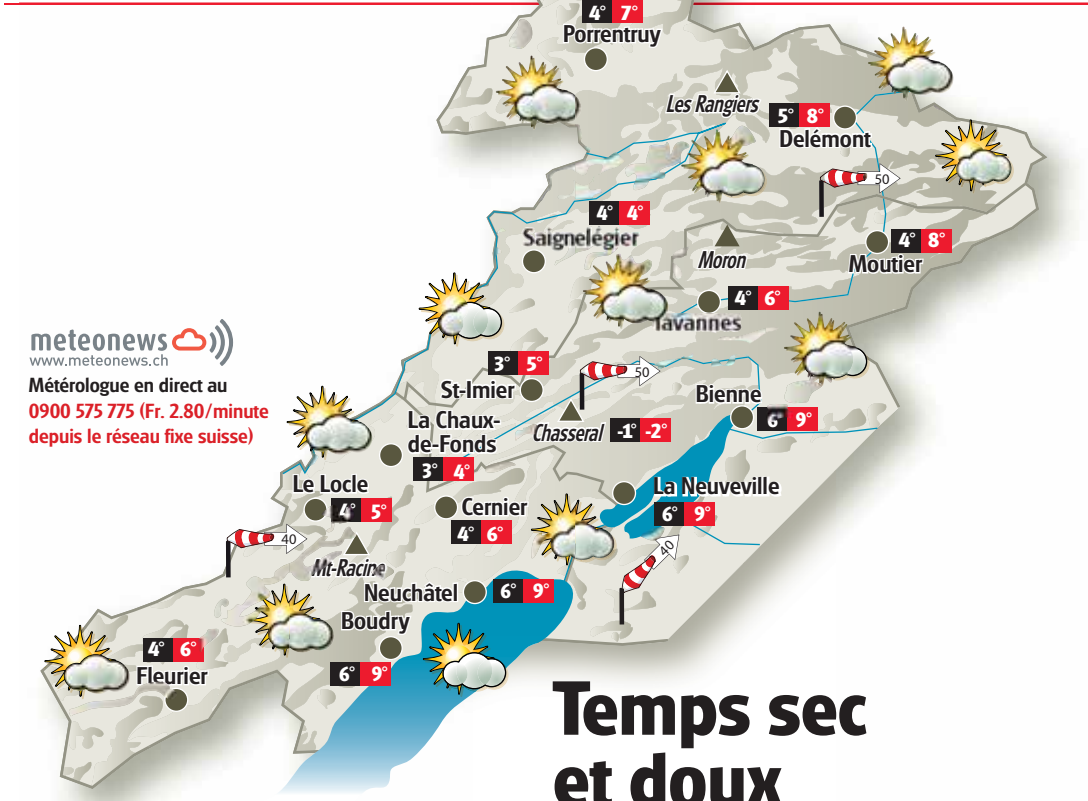 4° 7°
Porrentruy
Les Rangiers
5° 8°
Delémont
50
4° 4°
Saignelégier
Moron
4° 8°
Moutier
4° 6°
Tavannes
meteonews
www.meteonews.ch
Métérologue en direct au
0900 575 775 (Fr. 2.80/minute
depuis le réseau fixe suisse)
3° 5°
St-Imier
50
Bienne
6° 9°
Chasseral -1° -2°
La Chaux-
de-Fonds
3° 4°
Le Locle
4° 5°
Cernier
4° 6°
La Neuveville
6° 9°
40
Mt-Racine
40
Neuchâtel 6° 9°
Boudry
6° 9°
4° 6°
Fleurier
Temps sec
et doux